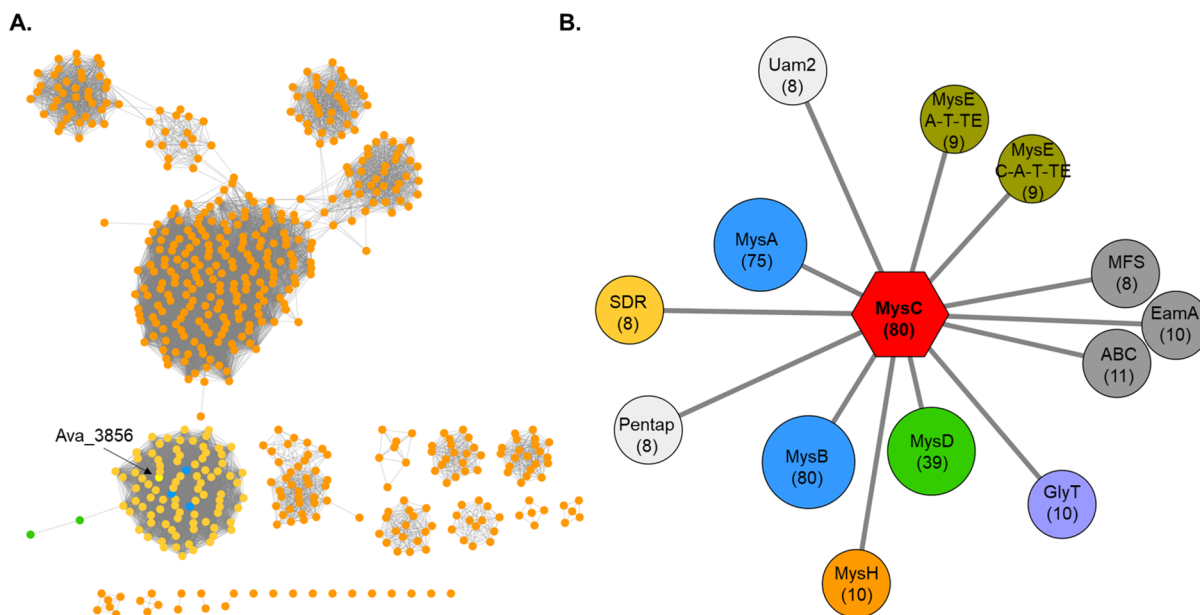 A.
B.
Ava_3856
Uam2
(8)
MysE
A-T-TE
(9)
MysE
C-A-T-TE
(9)
MysA
(75)
MFS
(8)
SDR
(8)
MysC
(80)
EamA
(10)
ABC
(11)
Pentap
(8)
MysB
(80)
MysD
(39)
GlyT
(10)
MysH
(10)